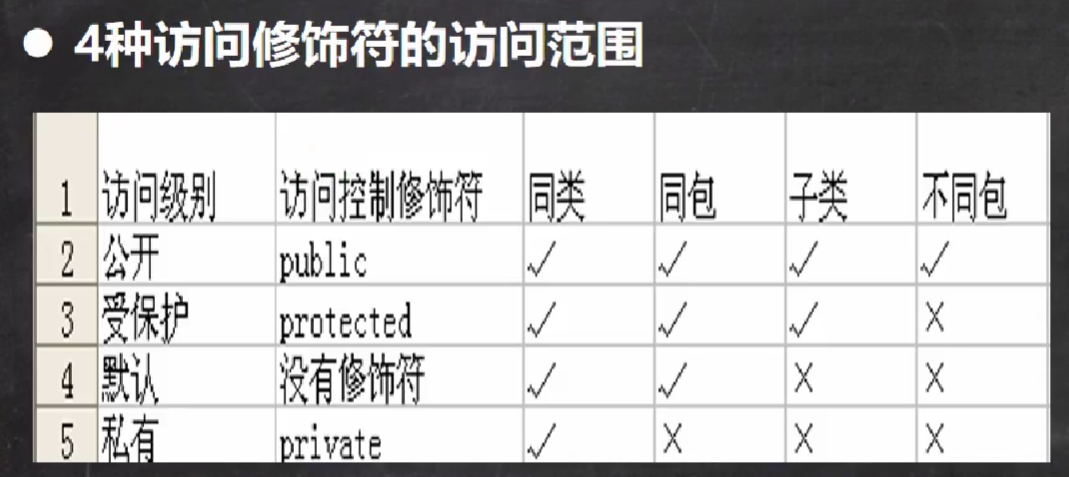 ● 4种访问修饰符的访问范围
1 访问级别 访问控制修饰符 同类 同包 子类 不同包
2 公开 public √ √ √ √
3 受保护 protected √ √ √ X
4 默认 没有修饰符 √ √ X X
5 私有 private √ X X X